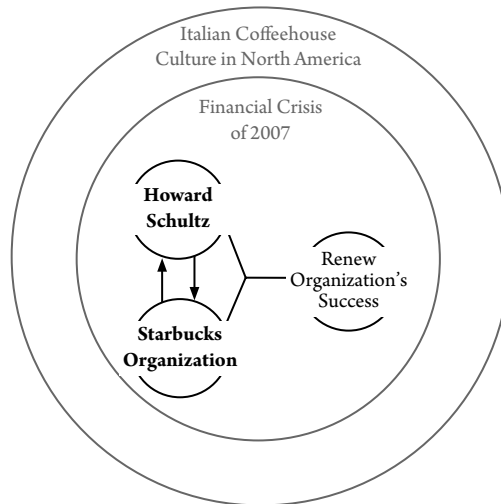 Italian Coffeehouse
Culture in North America
Financial Crisis
of 2007
Howard
Schultz
Renew
Organization’s
Success
Starbucks
Organization